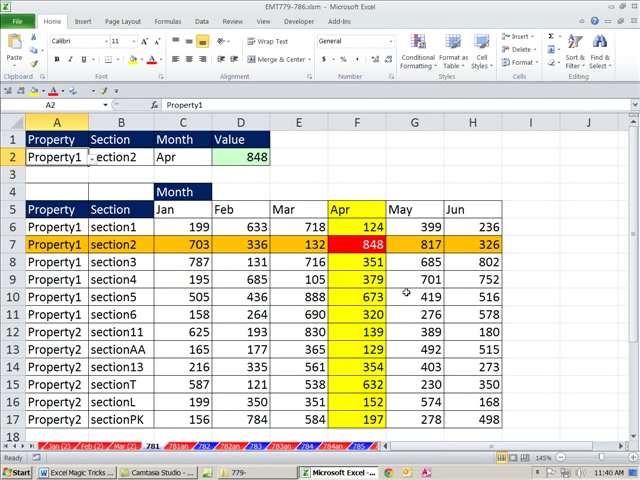 EMT779-786.xlsm - Microsoft Excel
File Home Insert Page Layout Formulas Data Review View Developer Add-Ins
Calibri 11 Wrap Text General Insert
Paste Merge & Center Conditional Formatting Format as Table Cell Styles Delete Format Sort & Filter Find & Select
Clipboard Font Alignment Number Styles Cells Editing
A2 fx Property1
A B C D E F G H I J
1 Property Section Month Value
2 Property1 section2 Apr 848
3
4 Month
5 Property Section Jan Feb Mar Apr May Jun
6 Property1 section1 199 633 718 124 399 236
7 Property1 section2 703 336 132 848 817 326
8 Property1 section3 787 131 716 351 685 802
9 Property1 section4 195 685 105 379 701 752
10 Property1 section5 505 436 888 673 419 516
11 Property1 section6 158 264 690 320 276 578
12 Property2 section11 625 193 830 139 389 180
13 Property2 sectionAA 165 177 365 129 492 515
14 Property2 section13 216 335 561 354 403 273
15 Property2 sectionT 587 121 538 632 230 350
16 Property2 sectionL 199 350 351 152 574 168
17 Property2 sectionPK 156 784 584 197 278 498
18
Jan (2) Feb (2) Mar (2) 781 781an 782 782an 783 783an 784 784an 785
Ready 145%
Start Word Excel Magic Tricks ... Camtasia Studio - ... 779- Microsoft Excel - ... 11:40 AM